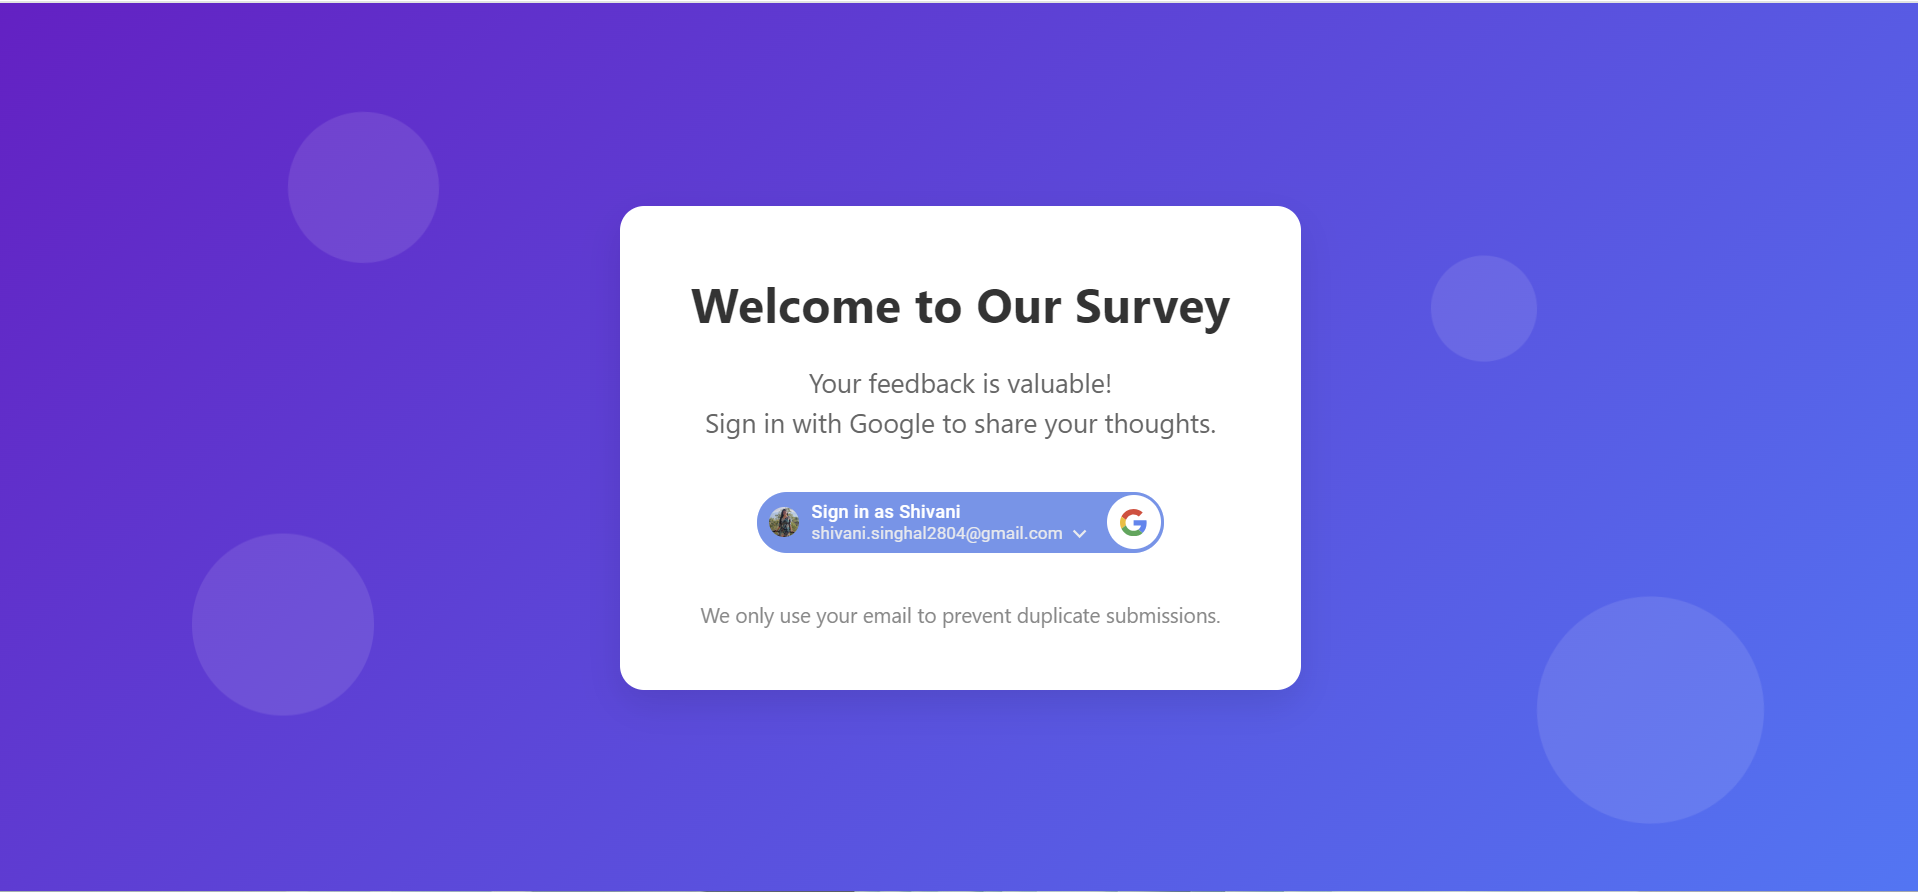 Welcome to Our Survey
Your feedback is valuable!
Sign in with Google to share your thoughts.
Sign in as Shivani
shivani.singhal2804@gmail.com
We only use your email to prevent duplicate submissions.